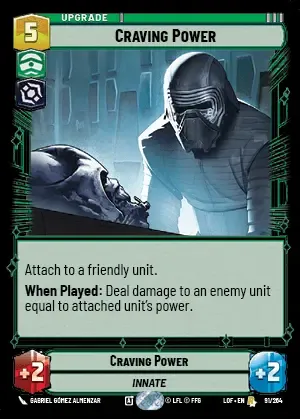 UPGRADE
5
CRAVING POWER
Attach to a friendly unit.
When Played: Deal damage to an enemy unit
equal to attached unit's power.
+2
CRAVING POWER
+2
INNATE
GABRIEL GÓMEZ ALMENZAR
© LFL © FFG
LOF • EN
91/264